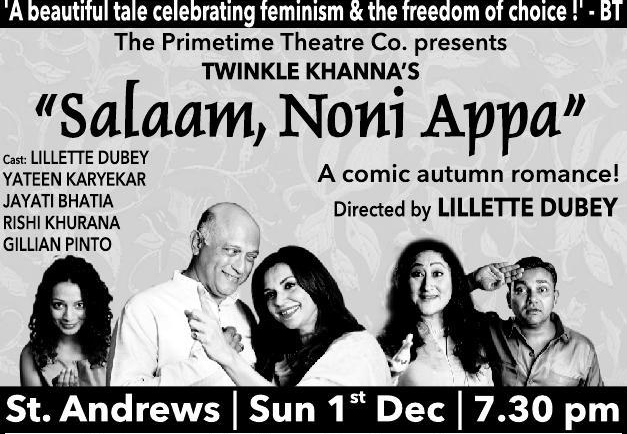 'A beautiful tale celebrating feminism & the freedom of choice !' - BT
The Primetime Theatre Co. presents
TWINKLE KHANNA'S
"Salaam, Noni Appa"
Cast: LILLETTE DUBEY
YATEEN KARYEKAR
JAYATI BHATIA
RISHI KHURANA
GILLIAN PINTO
A comic autumn romance!
Directed by LILLETTE DUBEY
St. Andrews | Sun 1st Dec | 7.30 pm